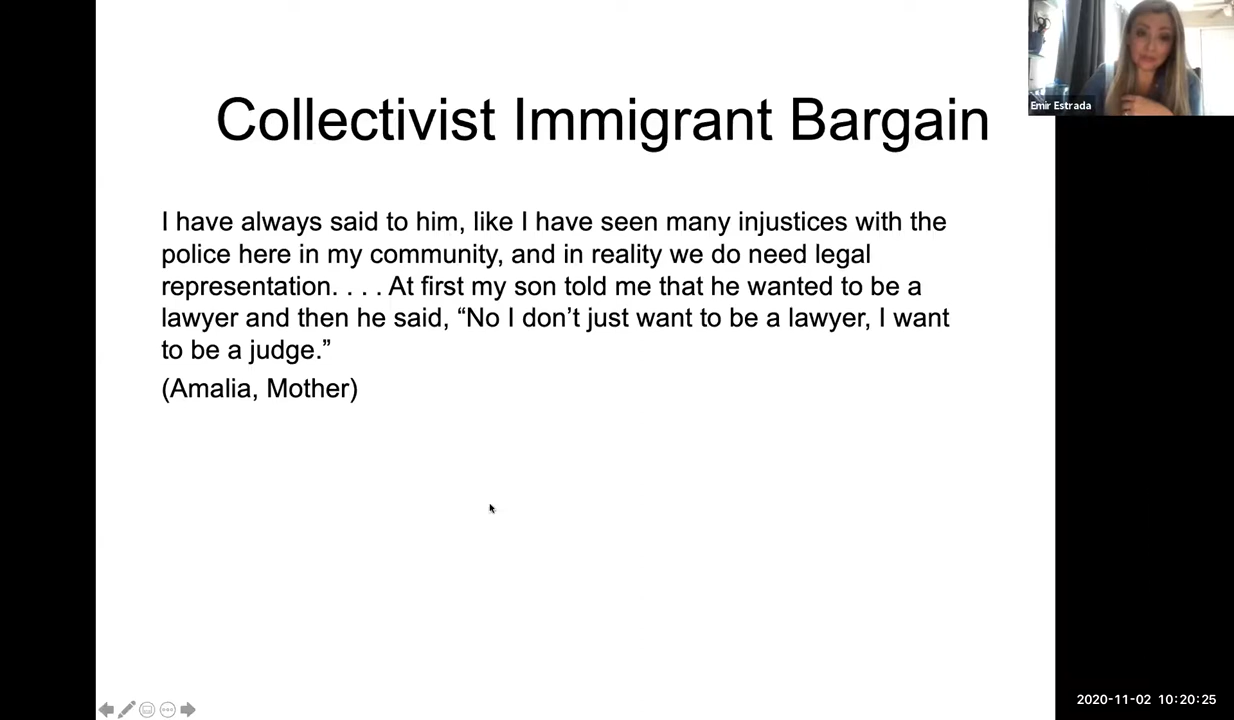 Emir Estrada
Collectivist Immigrant Bargain
I have always said to him, like I have seen many injustices with the
police here in my community, and in reality we do need legal
representation. . . . At first my son told me that he wanted to be a
lawyer and then he said, “No I don’t just want to be a lawyer, I want
to be a judge.”
(Amalia, Mother)
2020-11-02 10:20:25